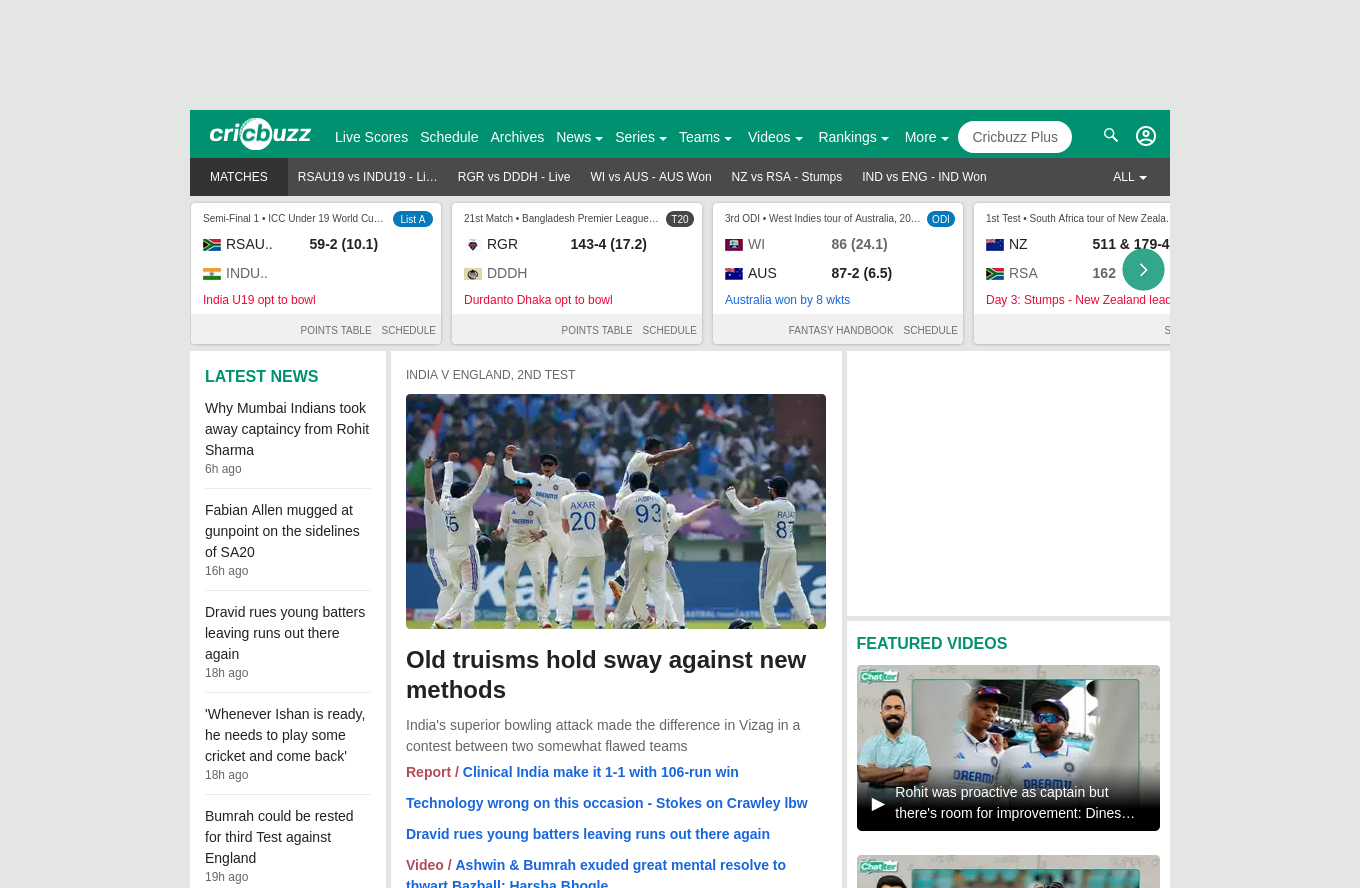 cricbuzz
Live Scores
Schedule
Archives
News
Series
Teams
Videos
Rankings
More
Cricbuzz Plus
MATCHES
RSAU19 vs INDU19 - Li…
RGR vs DDDH - Live
WI vs AUS - AUS Won
NZ vs RSA - Stumps
IND vs ENG - IND Won
ALL
Semi-Final 1 • ICC Under 19 World Cu…
List A
RSAU.. 59-2 (10.1)
INDU..
India U19 opt to bowl
POINTS TABLE SCHEDULE
21st Match • Bangladesh Premier League…
T20
RGR 143-4 (17.2)
DDDH
Durdanto Dhaka opt to bowl
POINTS TABLE SCHEDULE
3rd ODI • West Indies tour of Australia, 20…
ODI
WI 86 (24.1)
AUS 87-2 (6.5)
Australia won by 8 wkts
FANTASY HANDBOOK SCHEDULE
1st Test • South Africa tour of New Zeala.
NZ 511 & 179-4
RSA 162
Day 3: Stumps - New Zealand lead
S
LATEST NEWS
Why Mumbai Indians took
away captaincy from Rohit
Sharma
6h ago
Fabian Allen mugged at
gunpoint on the sidelines
of SA20
16h ago
Dravid rues young batters
leaving runs out there
again
18h ago
'Whenever Ishan is ready,
he needs to play some
cricket and come back'
18h ago
Bumrah could be rested
for third Test against
England
19h ago
INDIA V ENGLAND, 2ND TEST
AXAR
20
93
DREAM11
Old truisms hold sway against new
methods
India's superior bowling attack made the difference in Vizag in a
contest between two somewhat flawed teams
Report / Clinical India make it 1-1 with 106-run win
Technology wrong on this occasion - Stokes on Crawley lbw
Dravid rues young batters leaving runs out there again
Video / Ashwin & Bumrah exuded great mental resolve to
thwart Bazball: Harsha Bhogle
FEATURED VIDEOS
Chatter
DREAM11
Rohit was proactive as captain but
there's room for improvement: Dines…
Chatter